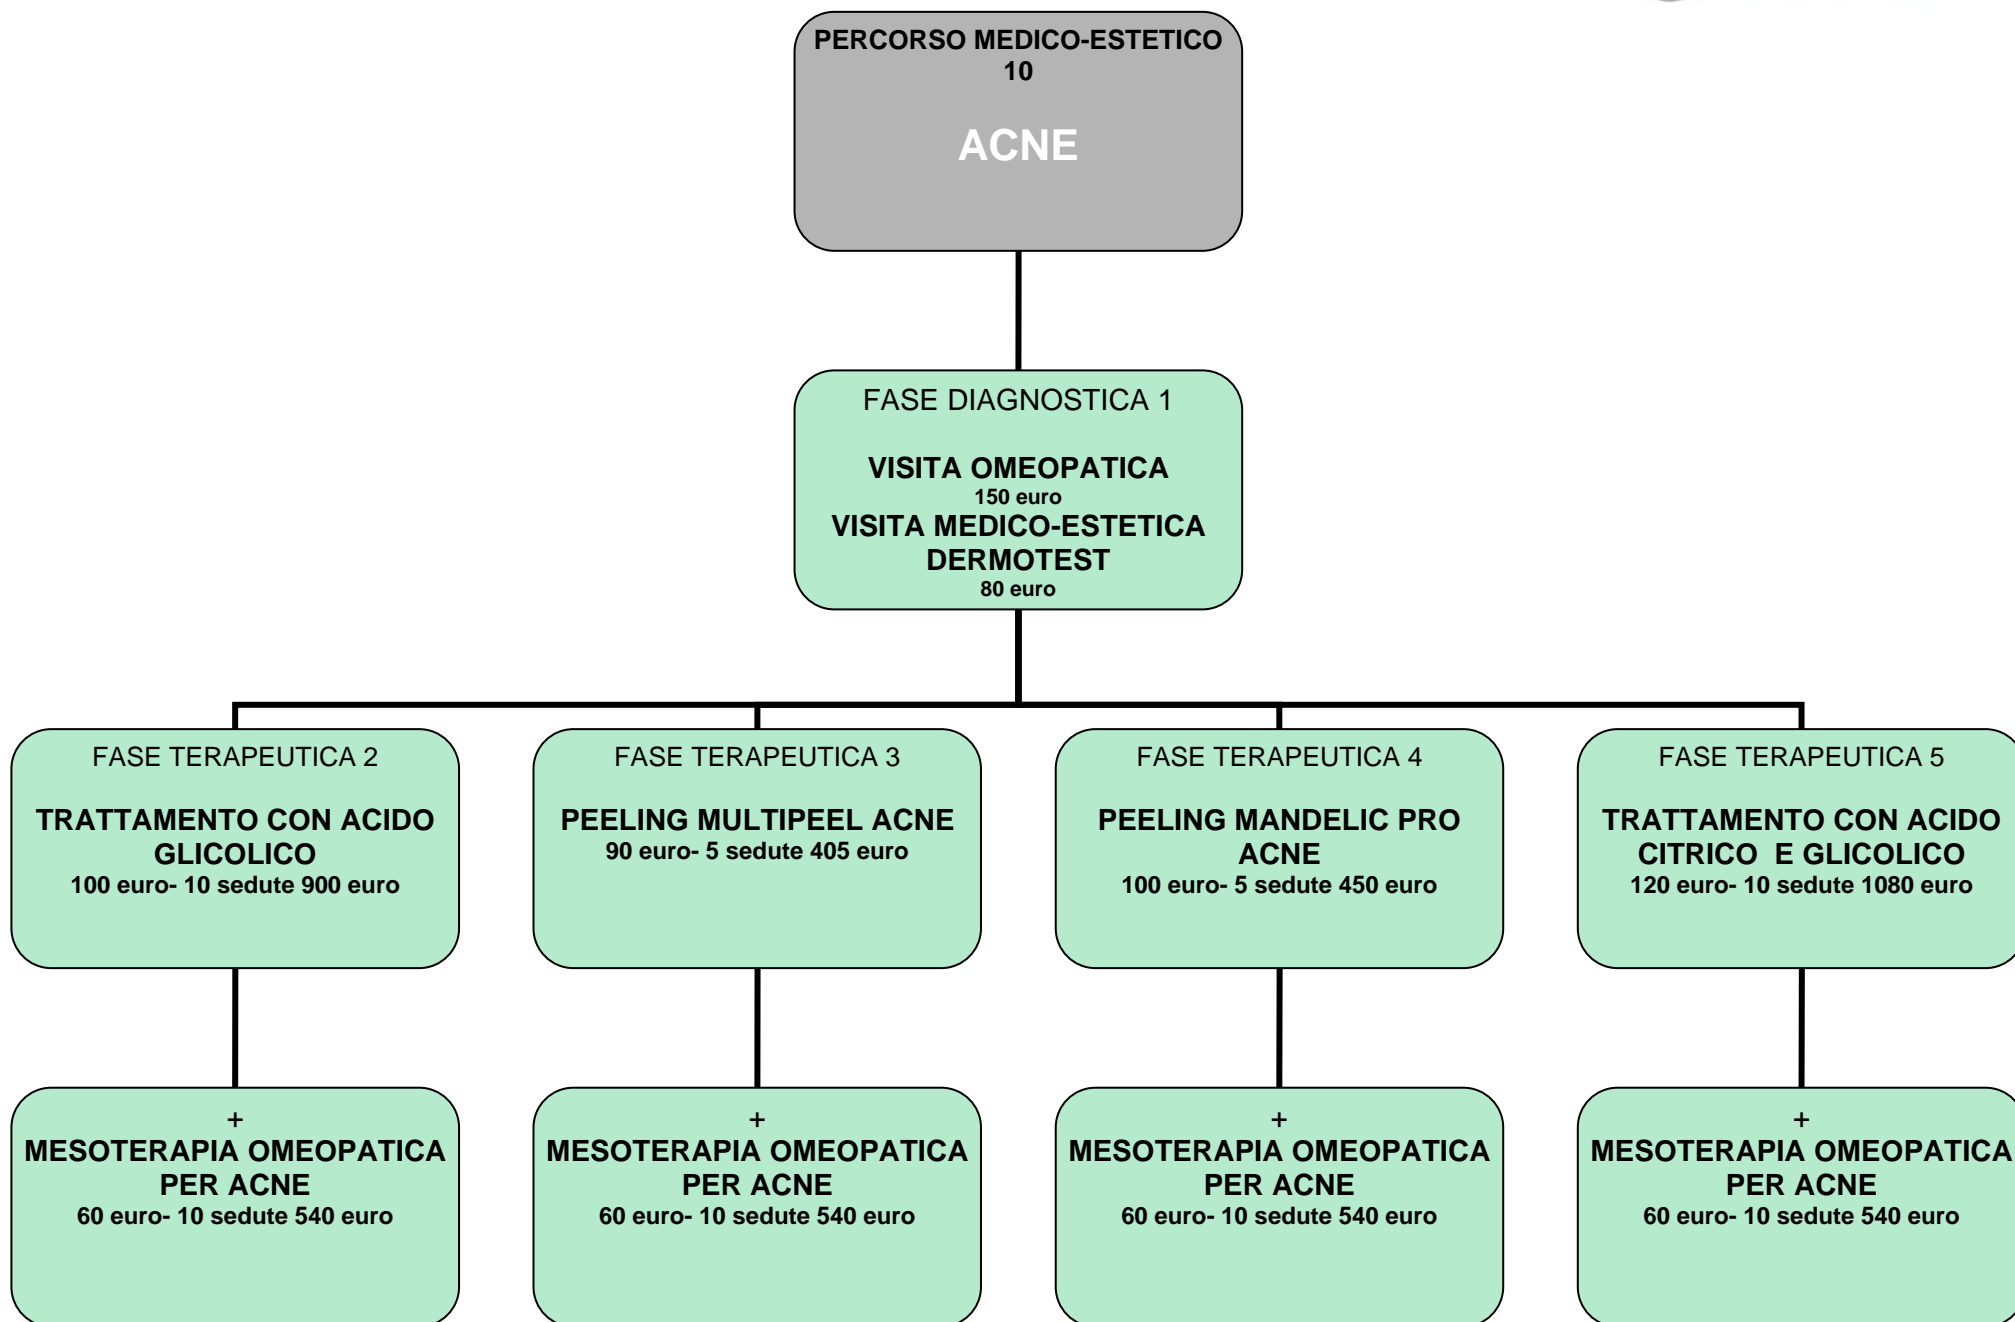 PERCORSO MEDICO-ESTETICO
10
ACNE
FASE DIAGNOSTICA 1
VISITA OMEOPATICA
150 euro
VISITA MEDICO-ESTETICA
DERMOTEST
80 euro
FASE TERAPEUTICA 2
TRATTAMENTO CON ACIDO
GLICOLICO
100 euro- 10 sedute 900 euro
FASE TERAPEUTICA 3
PEELING MULTIPEEL ACNE
90 euro- 5 sedute 405 euro
FASE TERAPEUTICA 4
PEELING MANDELIC PRO
ACNE
100 euro- 5 sedute 450 euro
FASE TERAPEUTICA 5
TRATTAMENTO CON ACIDO
CITRICO  E GLICOLICO
120 euro- 10 sedute 1080 euro
+
MESOTERAPIA OMEOPATICA
PER ACNE
60 euro- 10 sedute 540 euro
+
MESOTERAPIA OMEOPATICA
PER ACNE
60 euro- 10 sedute 540 euro
+
MESOTERAPIA OMEOPATICA
PER ACNE
60 euro- 10 sedute 540 euro
+
MESOTERAPIA OMEOPATICA
PER ACNE
60 euro- 10 sedute 540 euro